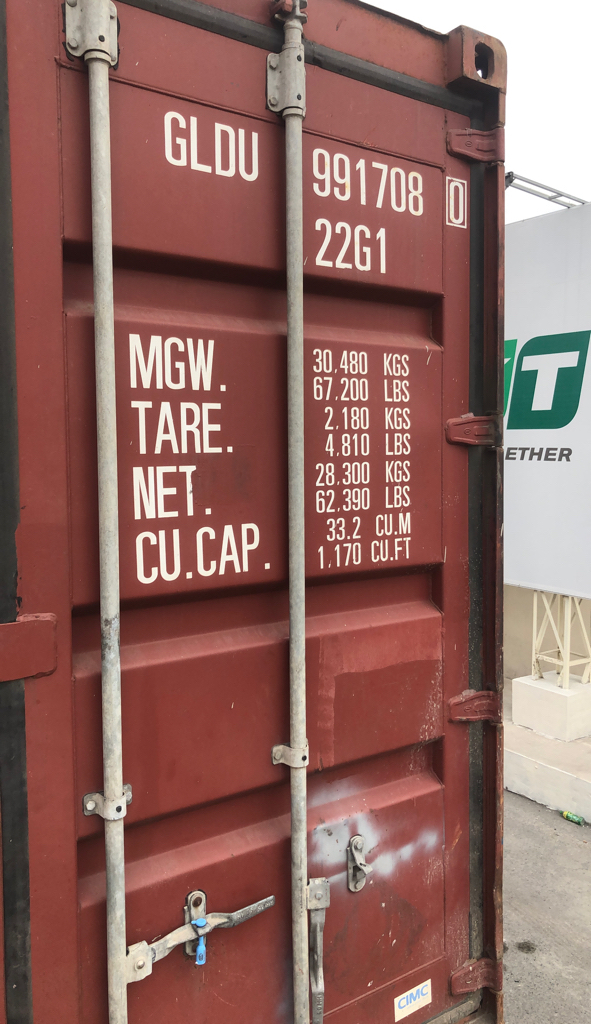 GLDU 991708 0
22G1
MGW. 30,480 KGS
67,200 LBS
TARE. 2,180 KGS
4,810 LBS
NET. 28,300 KGS
62,390 LBS
CU.CAP. 33.2 CU.M
1,170 CU.FT
T
ETHER
CIMC